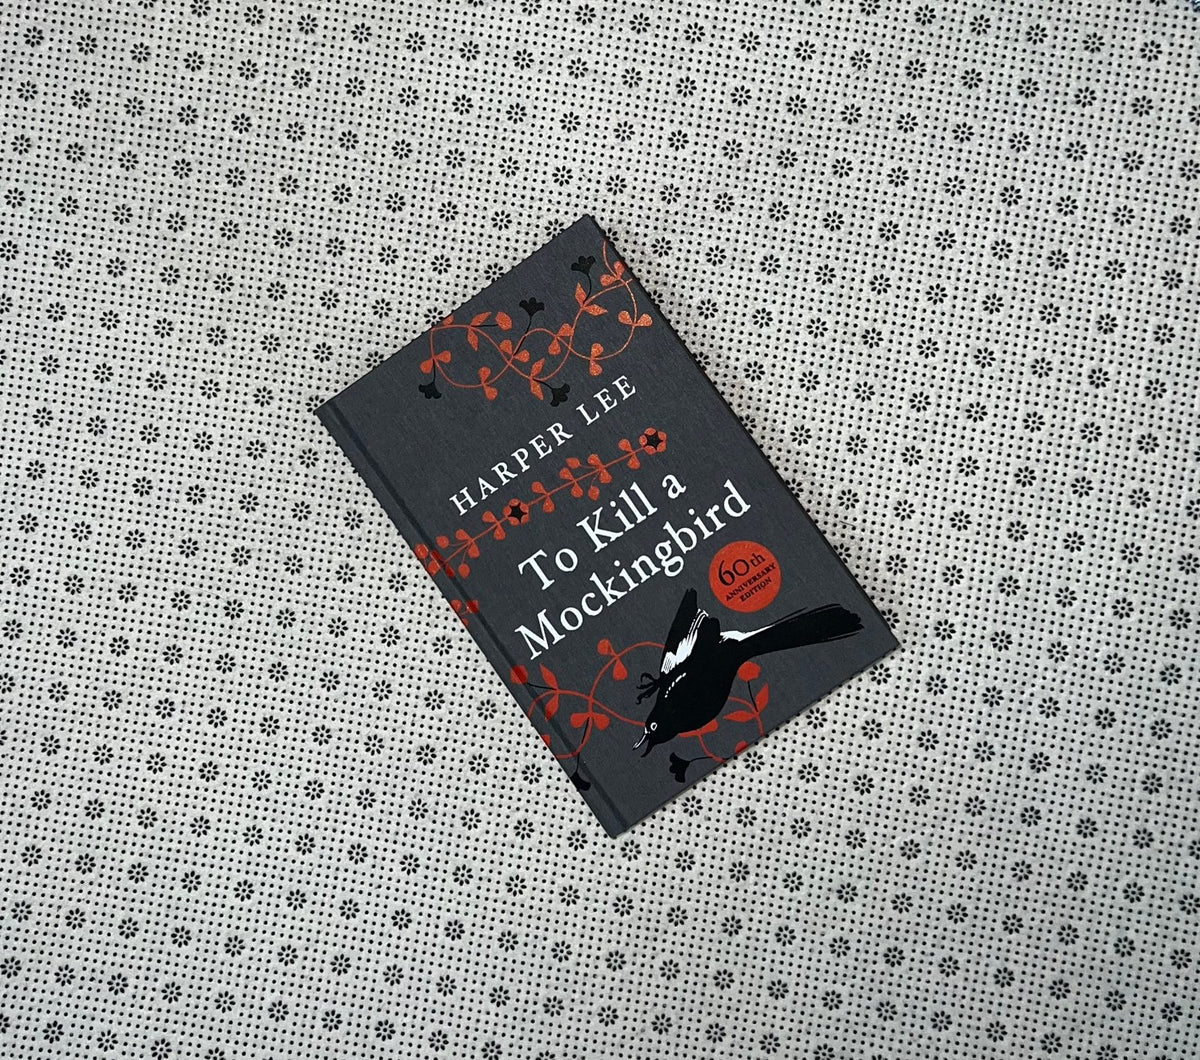 HARPER LEE
To Kill a
Mockingbird
60th
ANNIVERSARY
EDITION